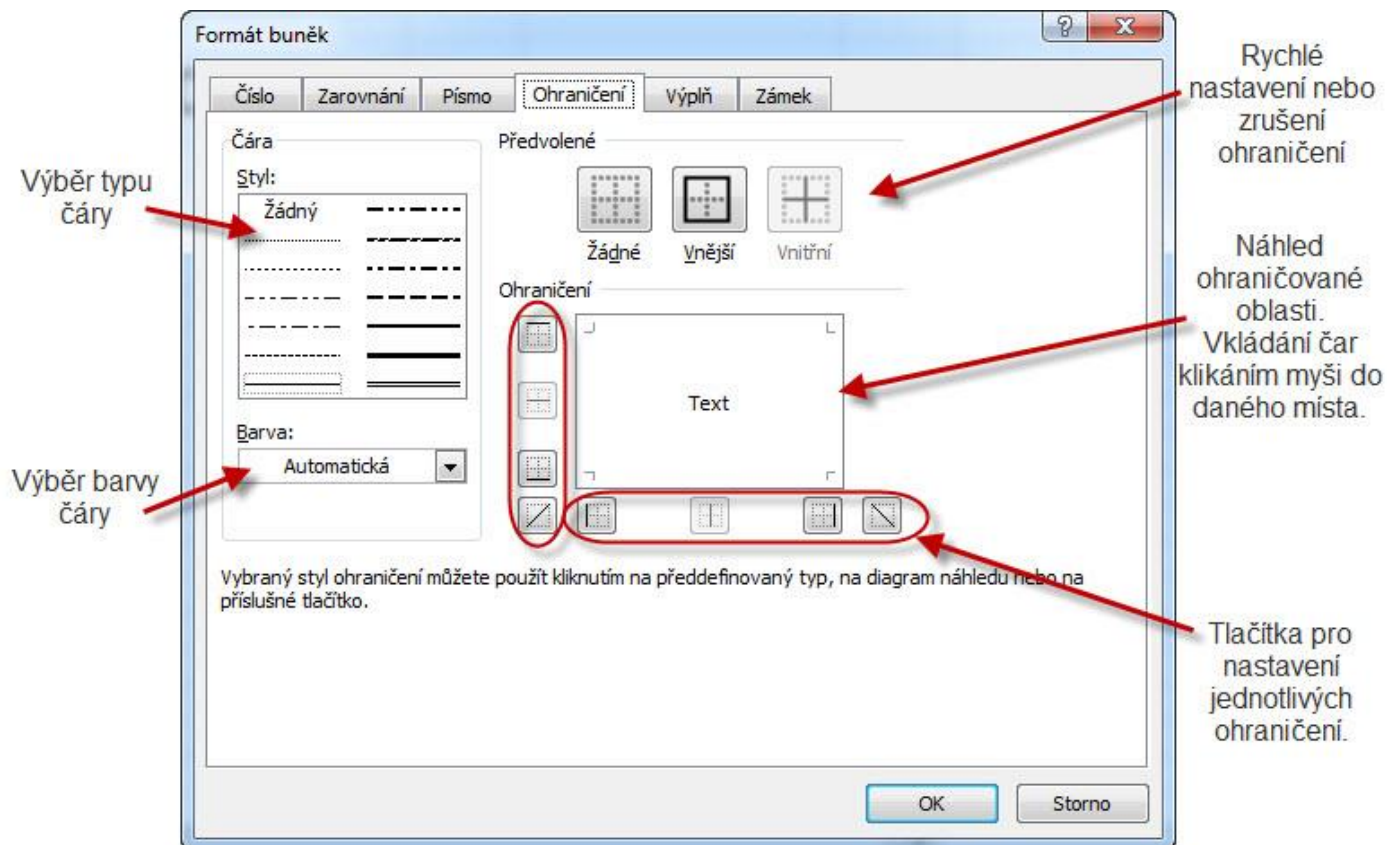 Formát buněk
Číslo
Zarovnání
Písmo
Ohraničení
Výplň
Zámek
Čára
Styl:
Žádný
Barva:
Automatická
Předvolené
Žádné
Vnější
Vnitřní
Ohraničení
Text
Vybraný styl ohraničení můžete použít kliknutím na předdefinovaný typ, na diagram náhledu nebo na
příslušné tlačítko.
OK
Storno
Výběr typu
čáry
Výběr barvy
čáry
Rychlé
nastavení nebo
zrušení
ohraničení
Náhled
ohraničované
oblasti.
Vkládání čar
klikáním myši do
daného místa.
Tlačítka pro
nastavení
jednotlivých
ohraničení.